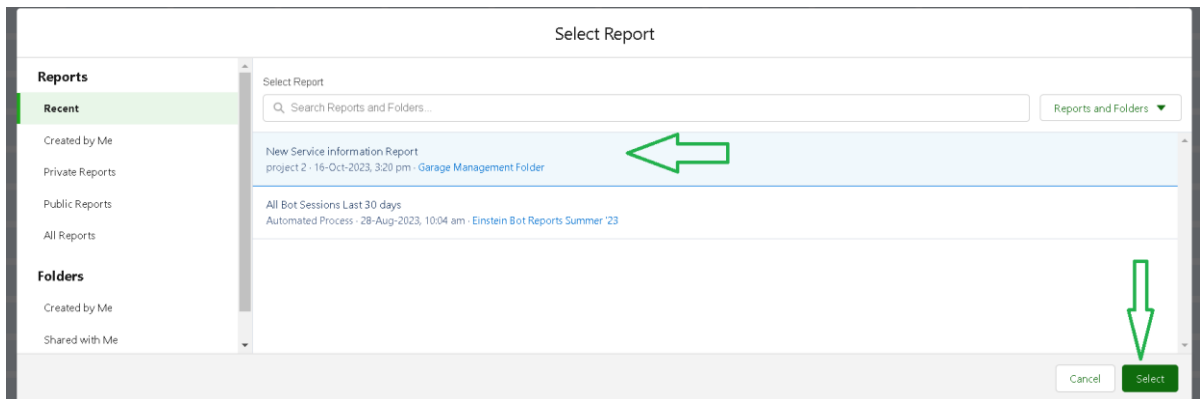 Select Report
Reports
Recent
Created by Me
Private Reports
Public Reports
All Reports
Folders
Created by Me
Shared with Me
Select Report
Search Reports and Folders...
Reports and Folders
New Service information Report
project 2 · 16-Oct-2023, 3:20 pm · Garage Management Folder
All Bot Sessions Last 30 days
Automated Process · 28-Aug-2023, 10:04 am · Einstein Bot Reports Summer '23
Cancel
Select